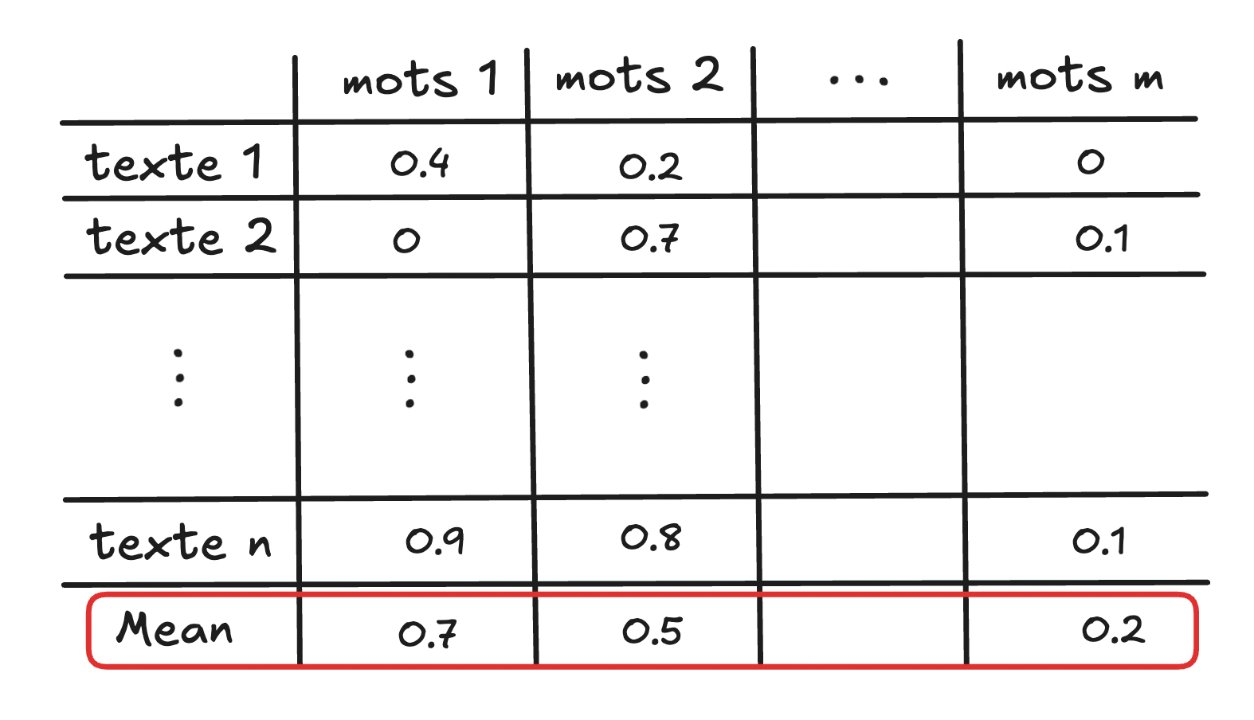 mots 1 mots 2 ... mots m
texte 1 0.4 0.2 0
texte 2 0 0.7 0.1
⋮ ⋮ ⋮
texte n 0.9 0.8 0.1
Mean 0.7 0.5 0.2